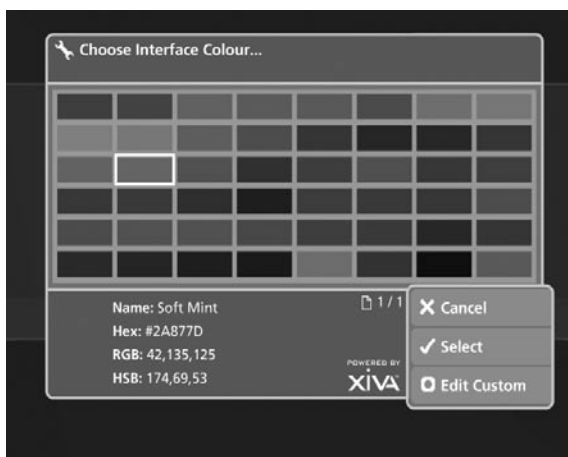 Choose Interface Colour...
Name: Soft Mint
1 / 1
Hex: #2A877D
RGB: 42,135,125
HSB: 174,69,53
POWERED BY
XiVA
Cancel
Select
Edit Custom